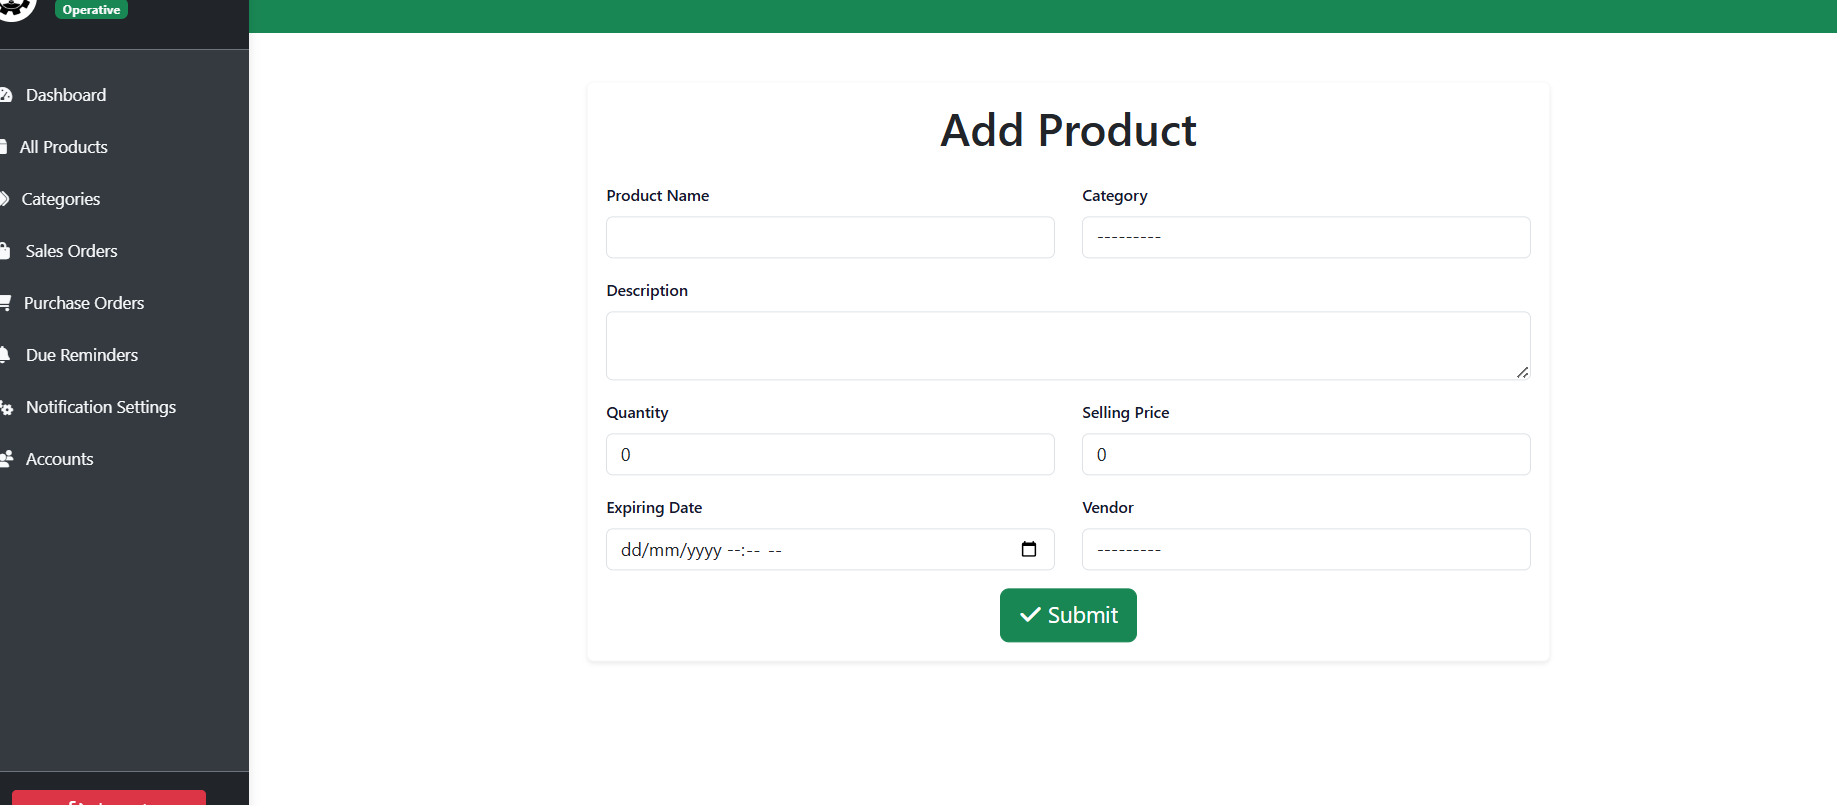 Operative
Dashboard
All Products
Categories
Sales Orders
Purchase Orders
Due Reminders
Notification Settings
Accounts
Add Product
Product Name
Category
---------
Description
Quantity
Selling Price
0
0
Expiring Date
Vendor
dd/mm/yyyy --:-- --
---------
Submit